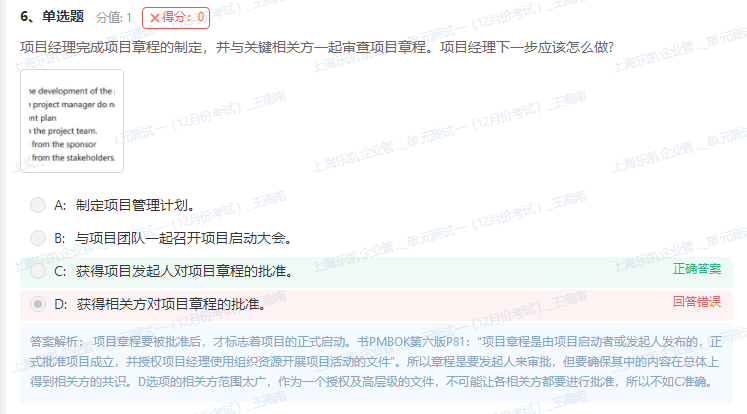 6、单选题 分值: 1 ×得分: 0
项目经理完成项目章程的制定，并与关键相关方一起审查项目章程。项目经理下一步应该怎么做?
ne development of the
project manager do n
ent plan
n the project team.
from the sponsor
from the stakeholders.
A: 制定项目管理计划。
B: 与项目团队一起召开项目启动大会。
C: 获得项目发起人对项目章程的批准。 正确答案
D: 获得相关方对项目章程的批准。 回答错误
答案解析： 项目章程要被批准后，才标志着项目的正式启动。书PMBOK第六版P81："项目章程是由项目启动者或发起人发布的，正
式批准项目成立，并授权项目经理使用组织资源开展项目活动的文件"。所以章程是要发起人来审批，但要确保其中的内容在总体上
得到相关方的共识。D选项的相关方范围太广，作为一个授权及高层级的文件，不可能让各相关方都要进行批准，所以不如C准确。
上海乐凯企业管..._单元测试一（12月份考试）_王南南